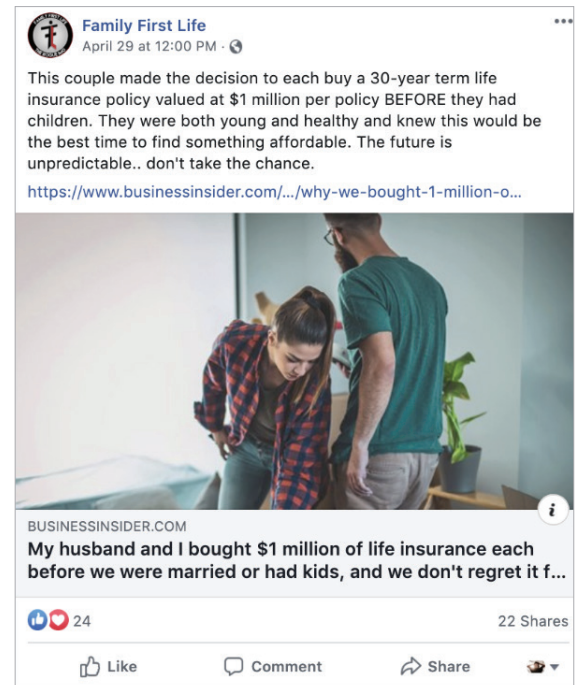 Family First Life
April 29 at 12:00 PM ·
This couple made the decision to each buy a 30-year term life
insurance policy valued at $1 million per policy BEFORE they had
children. They were both young and healthy and knew this would be
the best time to find something affordable. The future is
unpredictable.. don't take the chance.
https://www.businessinsider.com/.../why-we-bought-1-million-o...
BUSINESSINSIDER.COM
My husband and I bought $1 million of life insurance each
before we were married or had kids, and we don't regret it f...
24
22 Shares
Like
Comment
Share